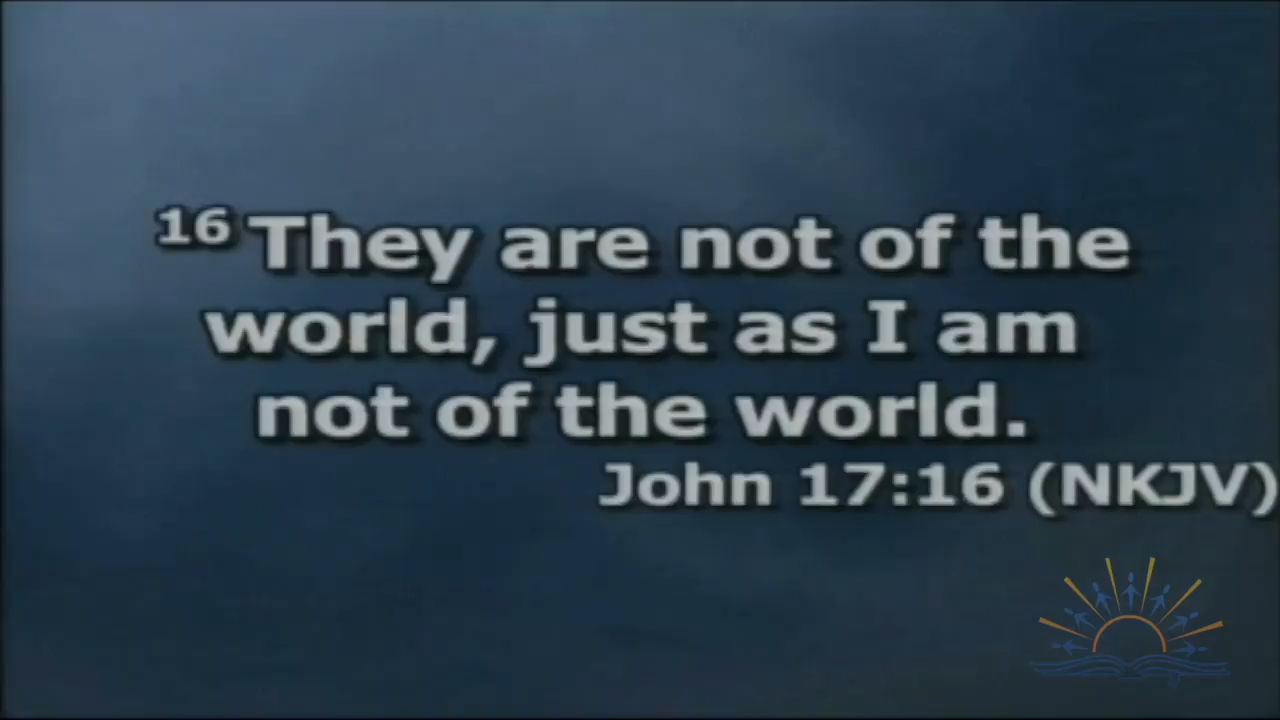 16 They are not of the
world, just as I am
not of the world.
John 17:16 (NKJV)